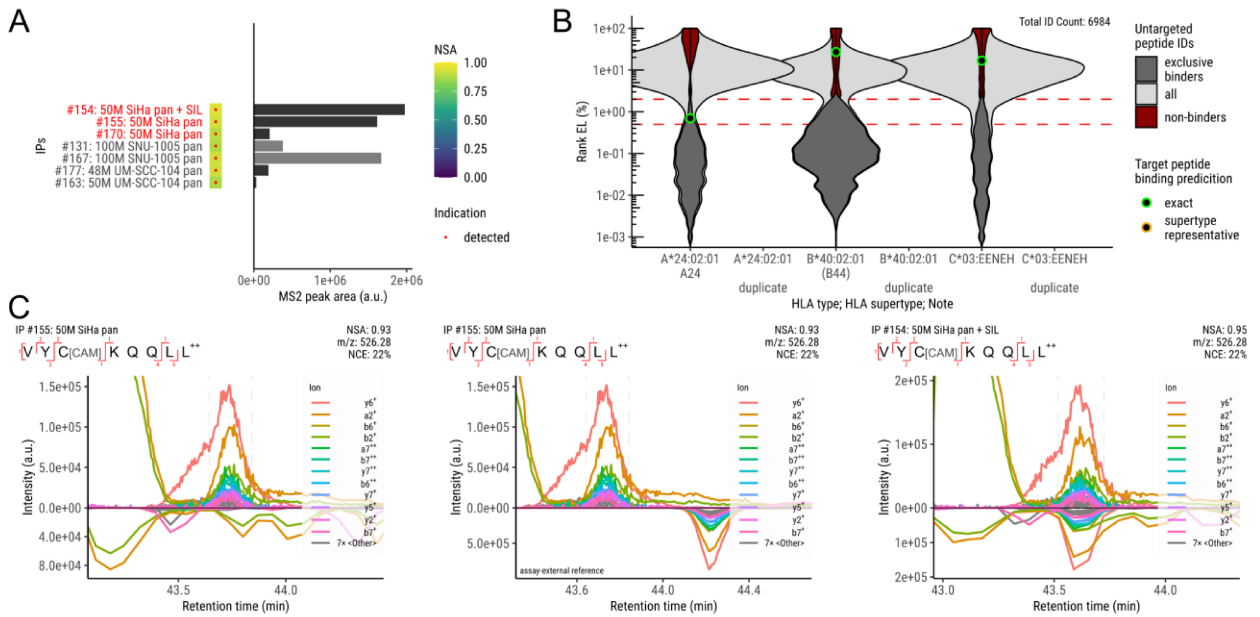 A
NSA
1.00
0.75
0.50
0.25
0.00
IPs
#154: 50M SiHa pan + SIL
#155: 50M SiHa pan
#170: 50M SiHa pan
#131: 100M SNU-1005 pan
#167: 100M SNU-1005 pan
#177: 48M UM-SCC-104 pan
#163: 50M UM-SCC-104 pan
0e+00 1e+06 2e+06
MS2 peak area (a.u.)
Indication
detected
B
Total ID Count: 6984
Rank EL (%)
1e+02
1e+01
1e+00
1e-01
1e-02
1e-03
A*24:02:01 A*24:02:01 B*40:02:01 B*40:02:01 C*03:EENEH C*03:EENEH
A24 (B44)
duplicate duplicate duplicate
HLA type; HLA supertype; Note
Untargeted
peptide IDs
exclusive
binders
all
non-binders
Target peptide
binding predicition
exact
supertype
representative
C
IP #155: 50M SiHa pan
NSA: 0.93
m/z: 526.28
NCE: 22%
V Y C[CAM] K Q Q L L++
Intensity (a.u.)
1.5e+05
1.0e+05
5.0e+04
0.0e+00
4.0e+04
8.0e+04
43.5 44.0
Retention time (min)
Ion
y6+
a2+
b6+
b2+
a7++
b7++
y7++
b6++
y7+
y5+
y2+
b7+
7× <Other>
IP #155: 50M SiHa pan
NSA: 0.93
m/z: 526.28
NCE: 22%
V Y C[CAM] K Q Q L L++
Intensity (a.u.)
1.5e+05
1.0e+05
5.0e+04
0.0e+00
5.0e+04
assay-external reference
43.6 44.0 44.4
Retention time (min)
Ion
y6+
a2+
b6+
b2+
a7++
b7++
y7++
b6++
y7+
y5+
y2+
b7+
7× <Other>
IP #154: 50M SiHa pan + SIL
NSA: 0.95
m/z: 526.28
NCE: 22%
V Y C[CAM] K Q Q L L++
Intensity (a.u.)
2e+05
1e+05
0e+00
1e+05
2e+05
43.0 43.5 44.0
Retention time (min)
Ion
y6+
a2+
b6+
b2+
a7++
b7++
y7++
b6++
y7+
y5+
y2+
b7+
7× <Other>